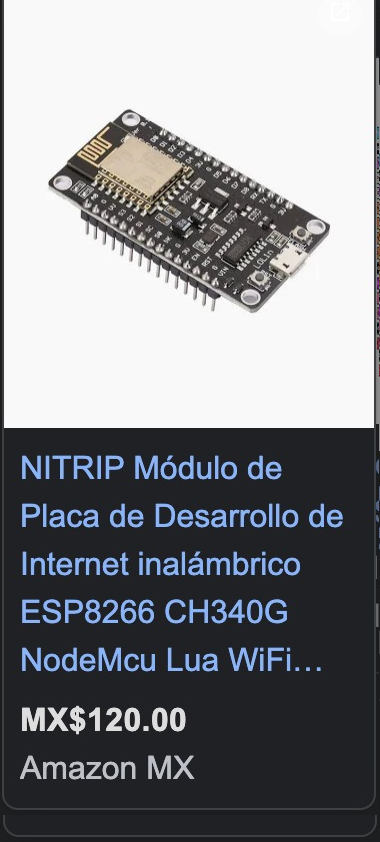 NITRIP Módulo de
Placa de Desarrollo de
Internet inalámbrico
ESP8266 CH340G
NodeMcu Lua WiFi...
MX$120.00
Amazon MX